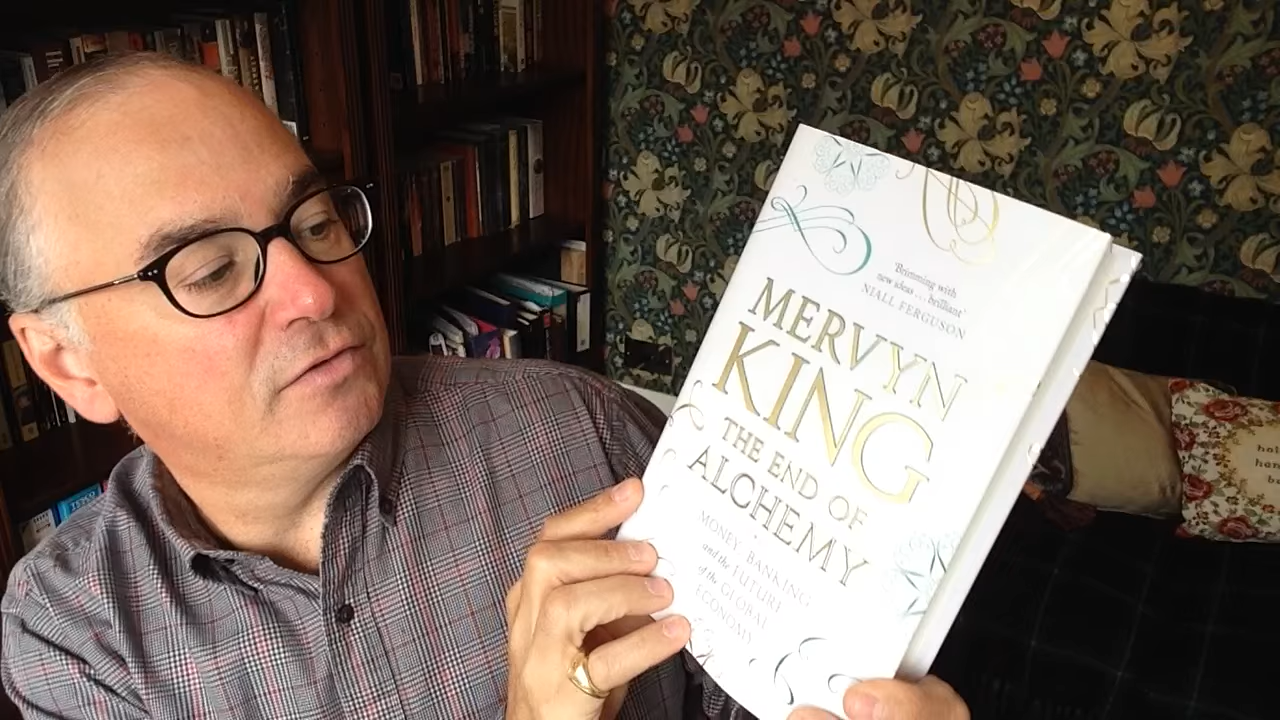 'Brimming with
new ideas ... brilliant'
NIALL FERGUSON
MERVYN
KING
THE END OF
ALCHEMY
MONEY, BANKING
and the FUTURE
of the GLOBAL
ECONOMY
TESCO